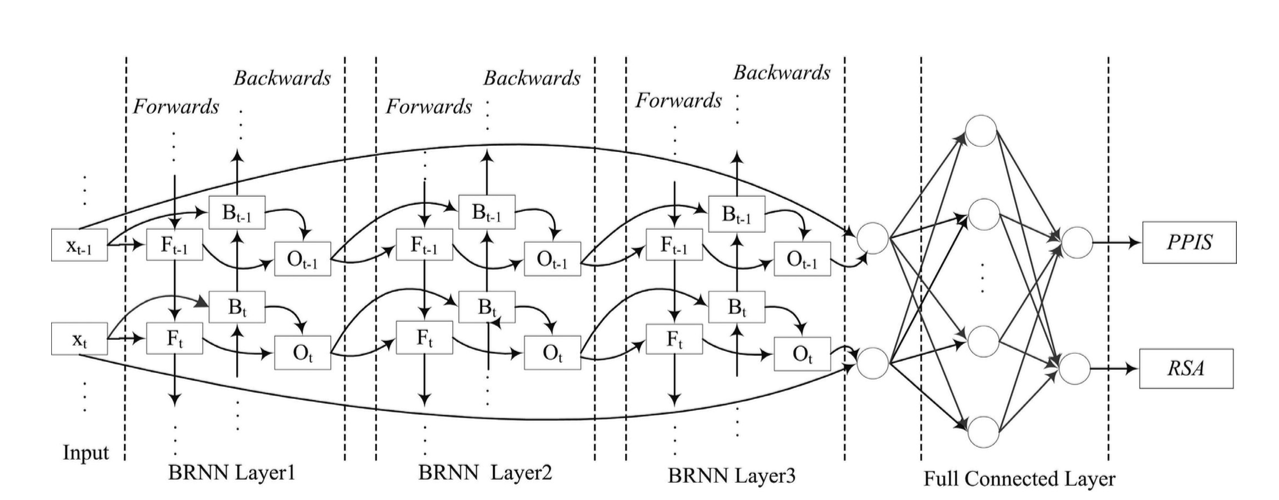 Forwards
Backwards
Forwards
Backwards
Forwards
Backwards
x_{t-1}
F_{t-1}
B_{t-1}
O_{t-1}
F_{t-1}
B_{t-1}
O_{t-1}
F_{t-1}
B_{t-1}
O_{t-1}
PPIS
x_t
F_t
B_t
O_t
F_t
B_t
O_t
F_t
B_t
O_t
RSA
Input
BRNN Layer1
BRNN Layer2
BRNN Layer3
Full Connected Layer